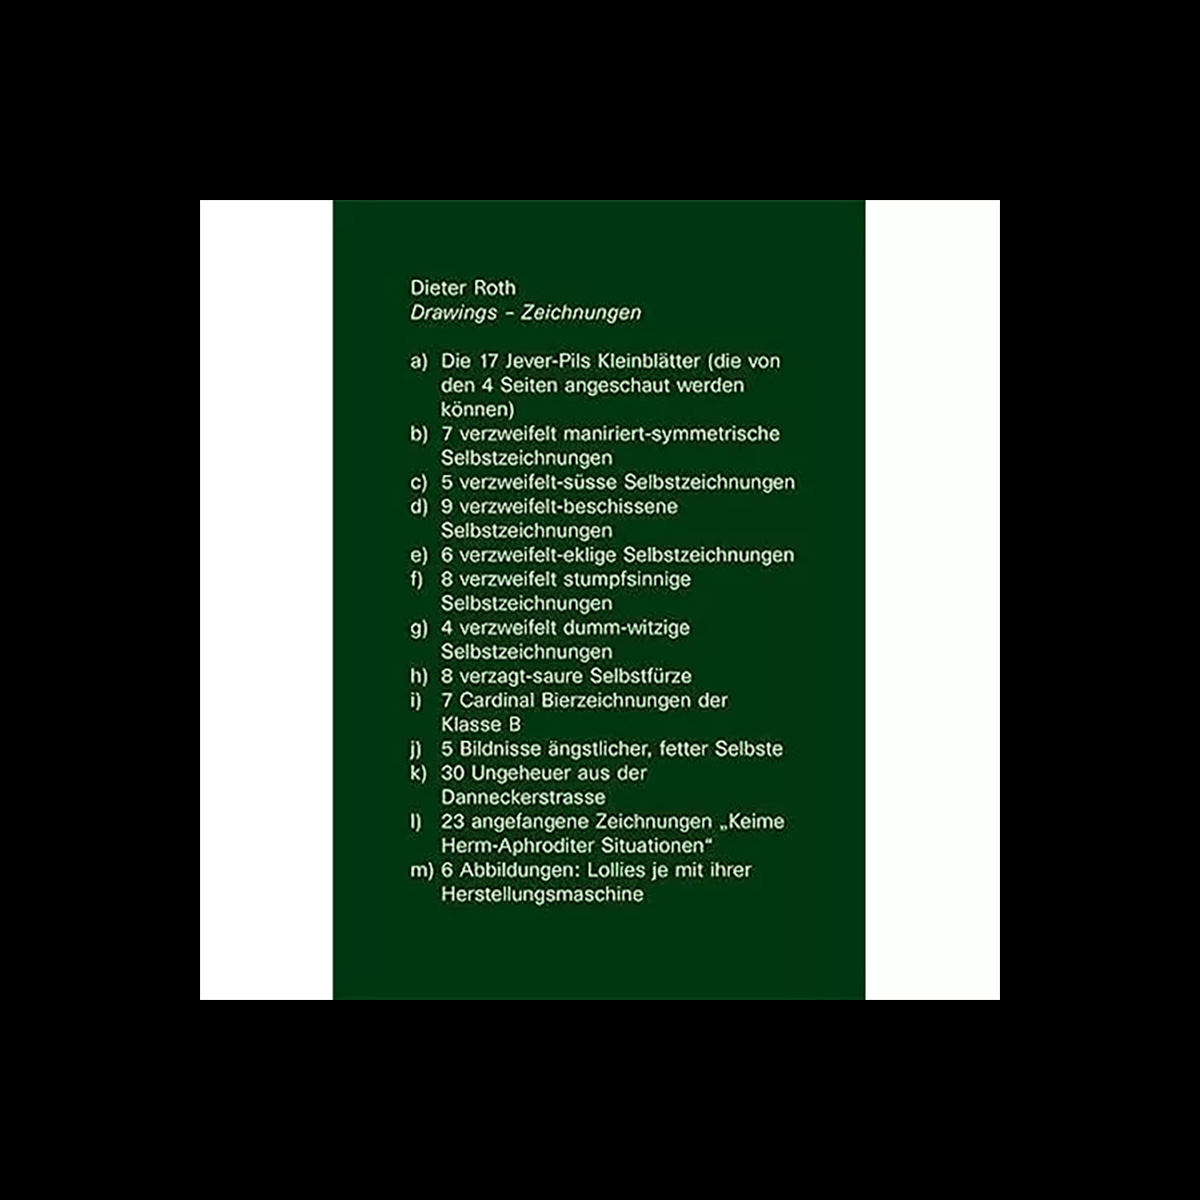 Dieter Roth
Drawings – Zeichnungen
a) Die 17 Jever-Pils Kleinblätter (die von
den 4 Seiten angeschaut werden
können)
b) 7 verzweifelt maniriert-symmetrische
Selbstzeichnungen
c) 5 verzweifelt-süsse Selbstzeichnungen
d) 9 verzweifelt-beschissene
Selbstzeichnungen
e) 6 verzweifelt-eklige Selbstzeichnungen
f) 8 verzweifelt stumpfsinnige
Selbstzeichnungen
g) 4 verzweifelt dumm-witzige
Selbstzeichnungen
h) 8 verzagt-saure Selbstfürze
i) 7 Cardinal Bierzeichnungen der
Klasse B
j) 5 Bildnisse ängstlicher, fetter Selbste
k) 30 Ungeheuer aus der
Danneckerstrasse
l) 23 angefangene Zeichnungen „Keime
Herm-Aphroditer Situationen“
m) 6 Abbildungen: Lollies je mit ihrer
Herstellungsmaschine